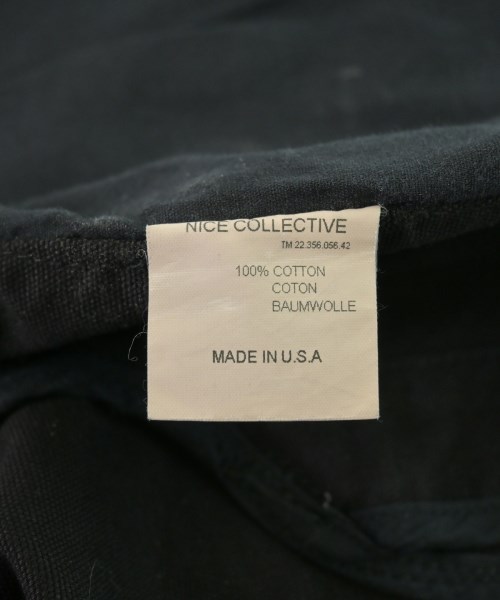 NICE COLLECTIVE
TM 22.356.056.42
100% COTTON
COTON
BAUMWOLLE
MADE IN U.S.A